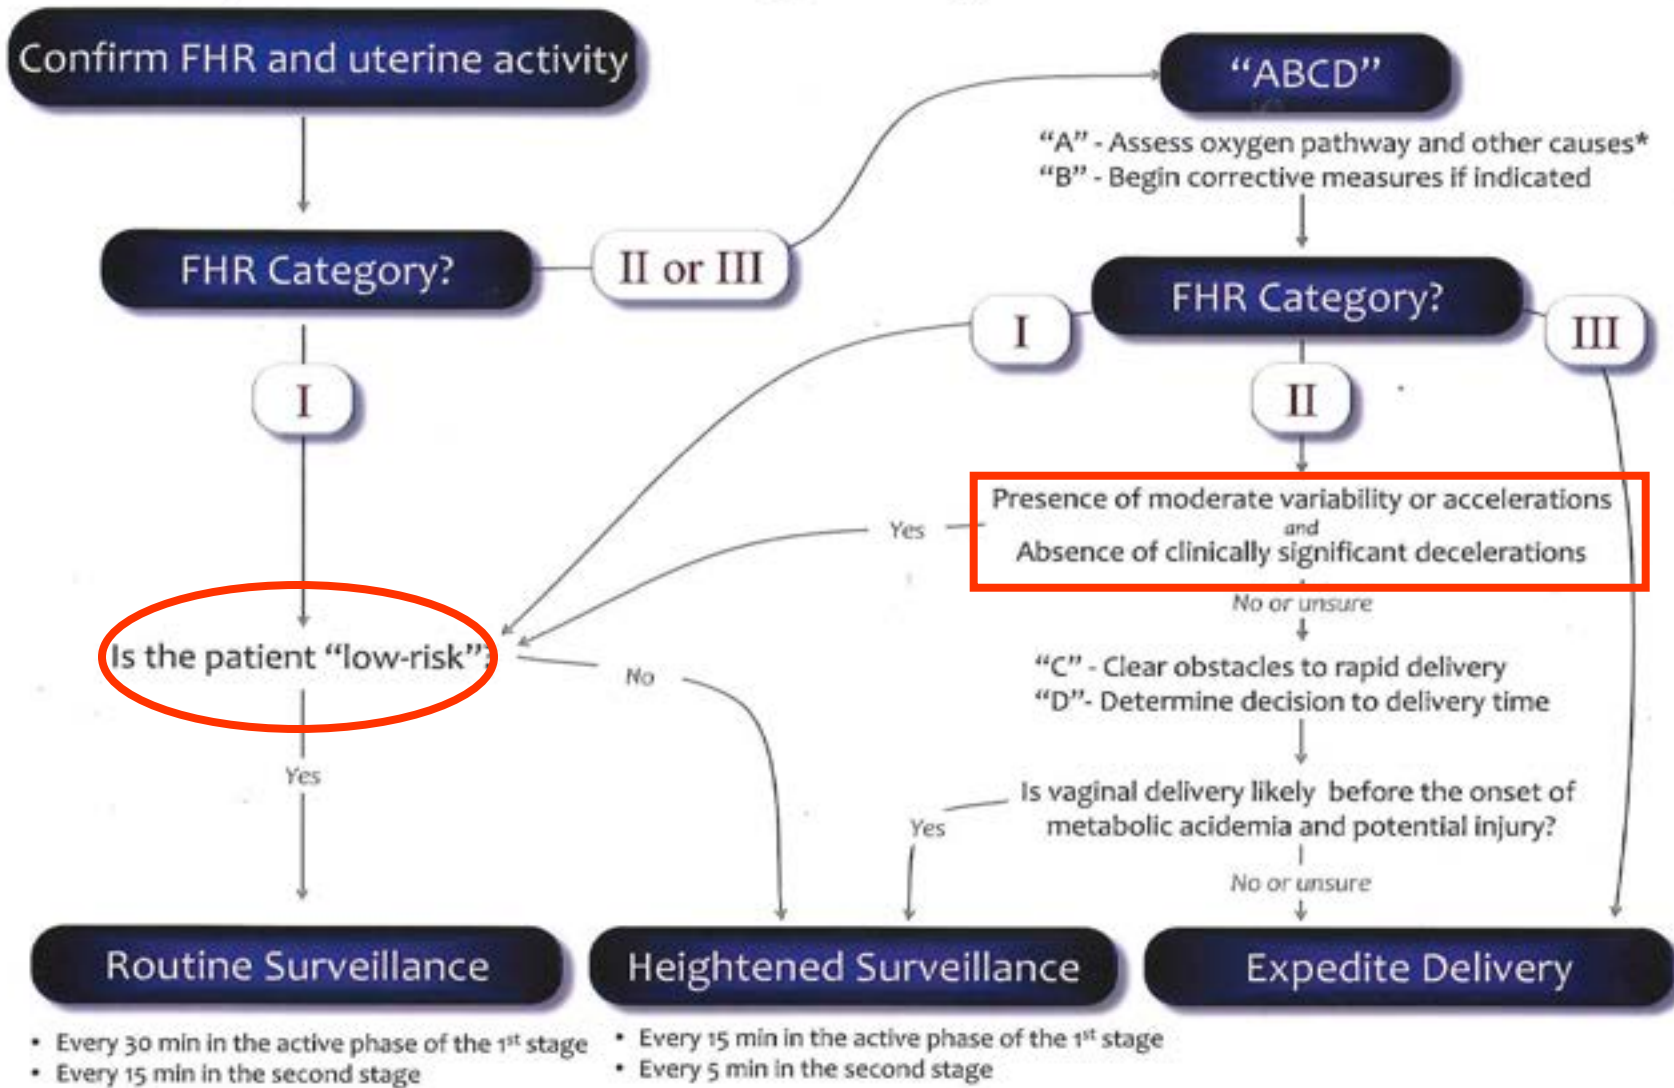 Confirm FHR and uterine activity
"ABCD"
"A" - Assess oxygen pathway and other causes*
"B" - Begin corrective measures if indicated
FHR Category?
II or III
FHR Category?
I
III
I
II
Presence of moderate variability or accelerations
and
Absence of clinically significant decelerations
Yes
No or unsure
Is the patient "low-risk"?
No
"C" - Clear obstacles to rapid delivery
"D"- Determine decision to delivery time
Yes
Is vaginal delivery likely before the onset of
metabolic acidemia and potential injury?
Yes
No or unsure
Routine Surveillance
Heightened Surveillance
Expedite Delivery
• Every 30 min in the active phase of the 1st stage
• Every 15 min in the second stage
• Every 15 min in the active phase of the 1st stage
• Every 5 min in the second stage